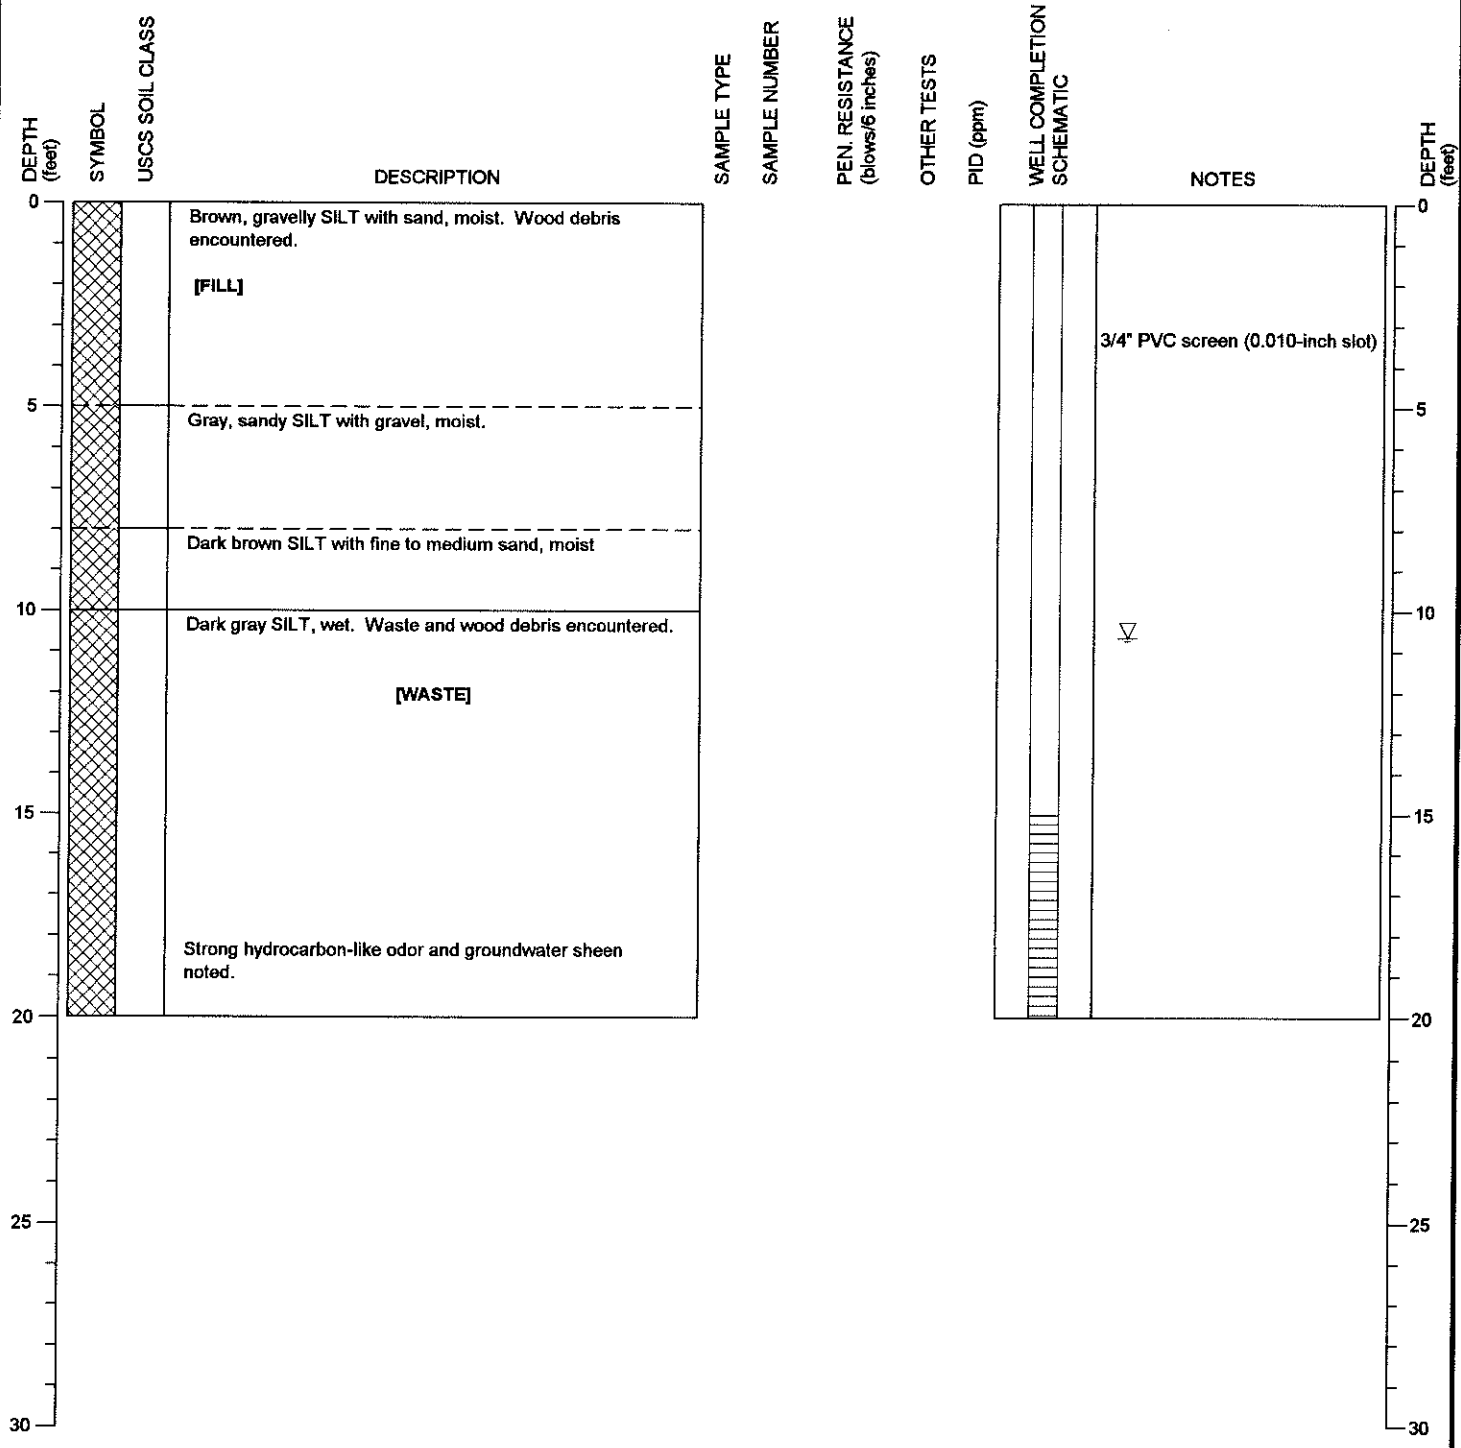 DEPTH
(feet)
SYMBOL
USCS SOIL CLASS
DESCRIPTION
SAMPLE TYPE
SAMPLE NUMBER
PEN. RESISTANCE
(blows/6 inches)
OTHER TESTS
PID (ppm)
WELL COMPLETION
SCHEMATIC
NOTES
DEPTH
(feet)
0
Brown, gravelly SILT with sand, moist. Wood debris
encountered.
0
[FILL]
3/4" PVC screen (0.010-inch slot)
5
Gray, sandy SILT with gravel, moist.
5
Dark brown SILT with fine to medium sand, moist
10
Dark gray SILT, wet. Waste and wood debris encountered.
10
[WASTE]
15
15
Strong hydrocarbon-like odor and groundwater sheen
noted.
20
20
25
25
30
30